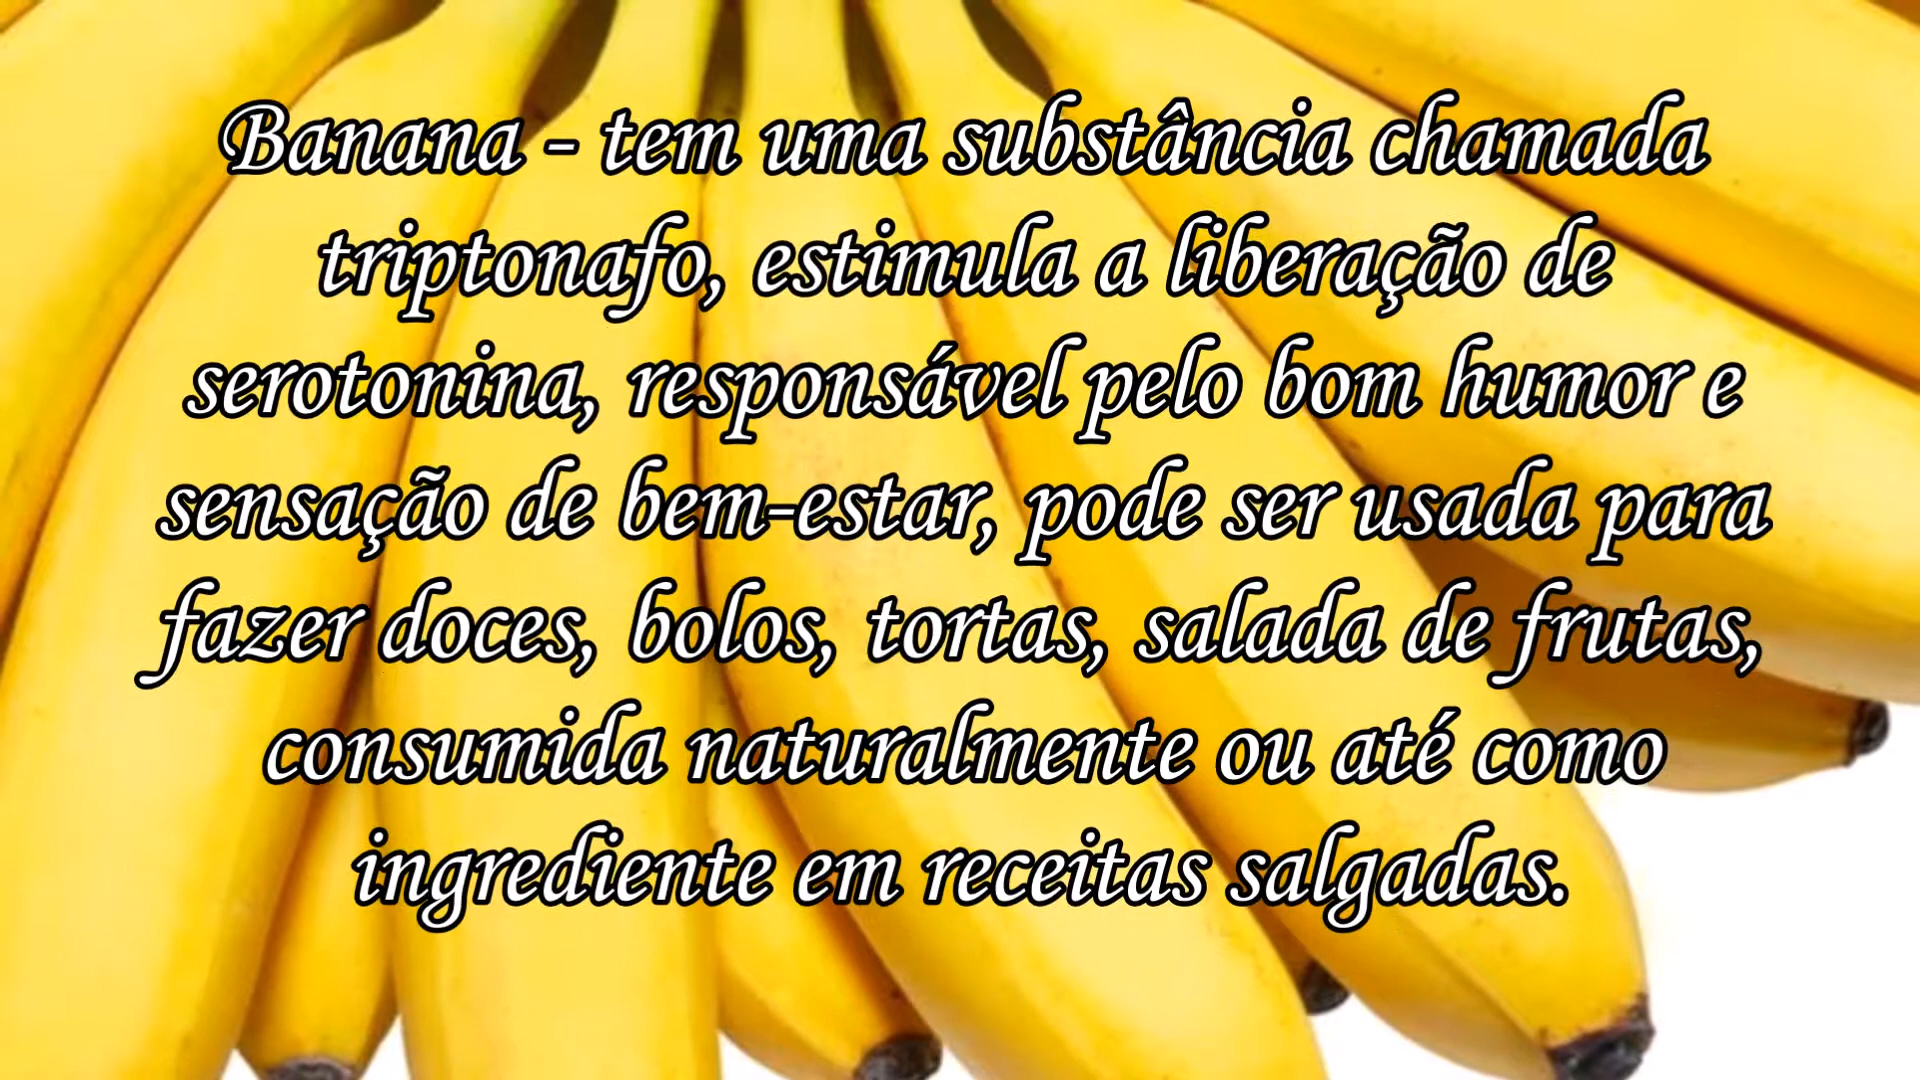 Banana - tem uma substância chamada
triptonafo, estimula a liberação de
serotonina, responsável pelo bom humor e
sensação de bem-estar, pode ser usada para
fazer doces, bolos, tortas, salada de frutas,
consumida naturalmente ou até como
ingrediente em receitas salgadas.